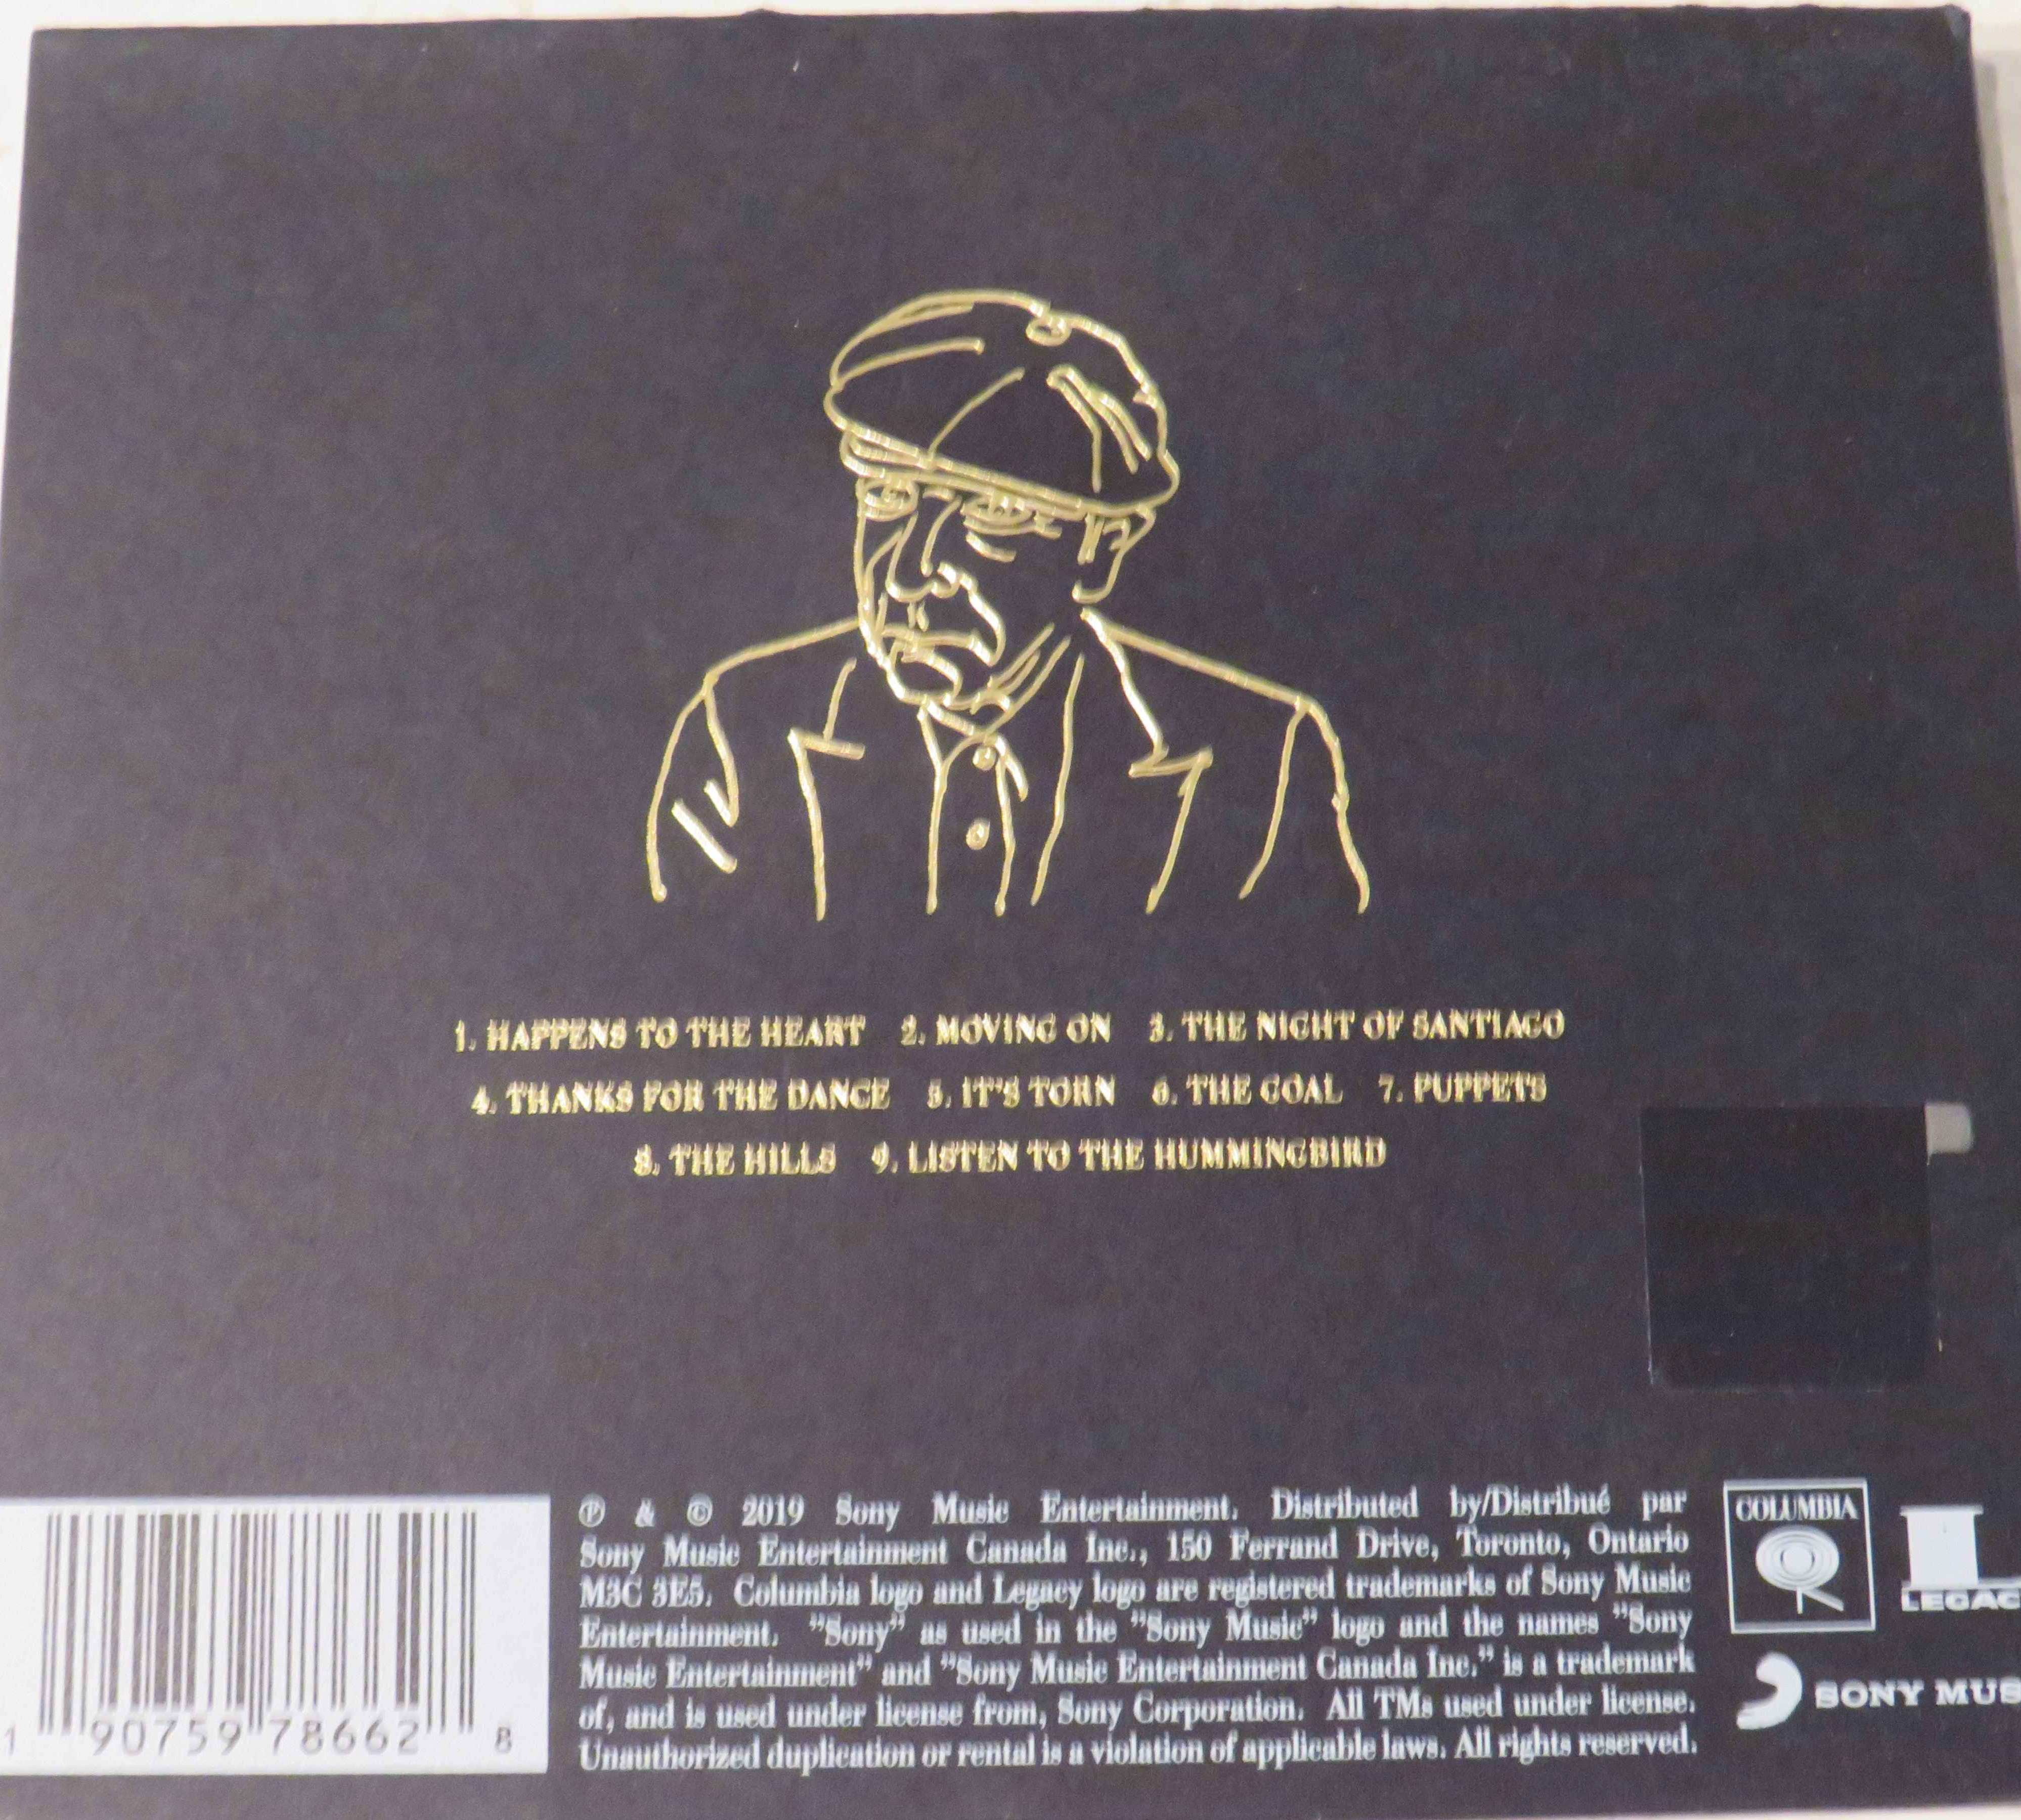 1. HAPPENS TO THE HEART 2. MOVING ON 3. THE NIGHT OF SANTIAGO
4. THANKS FOR THE DANCE 5. IT'S TORN 6. THE GOAL 7. PUPPETS
8. THE HILLS 9. LISTEN TO THE HUMMINGBIRD
℗ & © 2019 Sony Music Entertainment. Distributed by/Distribué par
Sony Music Entertainment Canada Inc., 150 Ferrand Drive, Toronto, Ontario
M3C 3E5. Columbia logo and Legacy logo are registered trademarks of Sony Music
Entertainment. "Sony" as used in the "Sony Music" logo and the names "Sony
Music Entertainment" and "Sony Music Entertainment Canada Inc." is a trademark
of, and is used under license from, Sony Corporation. All TMs used under license.
Unauthorized duplication or rental is a violation of applicable laws. All rights reserved.
1 90759 78662 8
COLUMBIA
LEGAC
SONY MUS